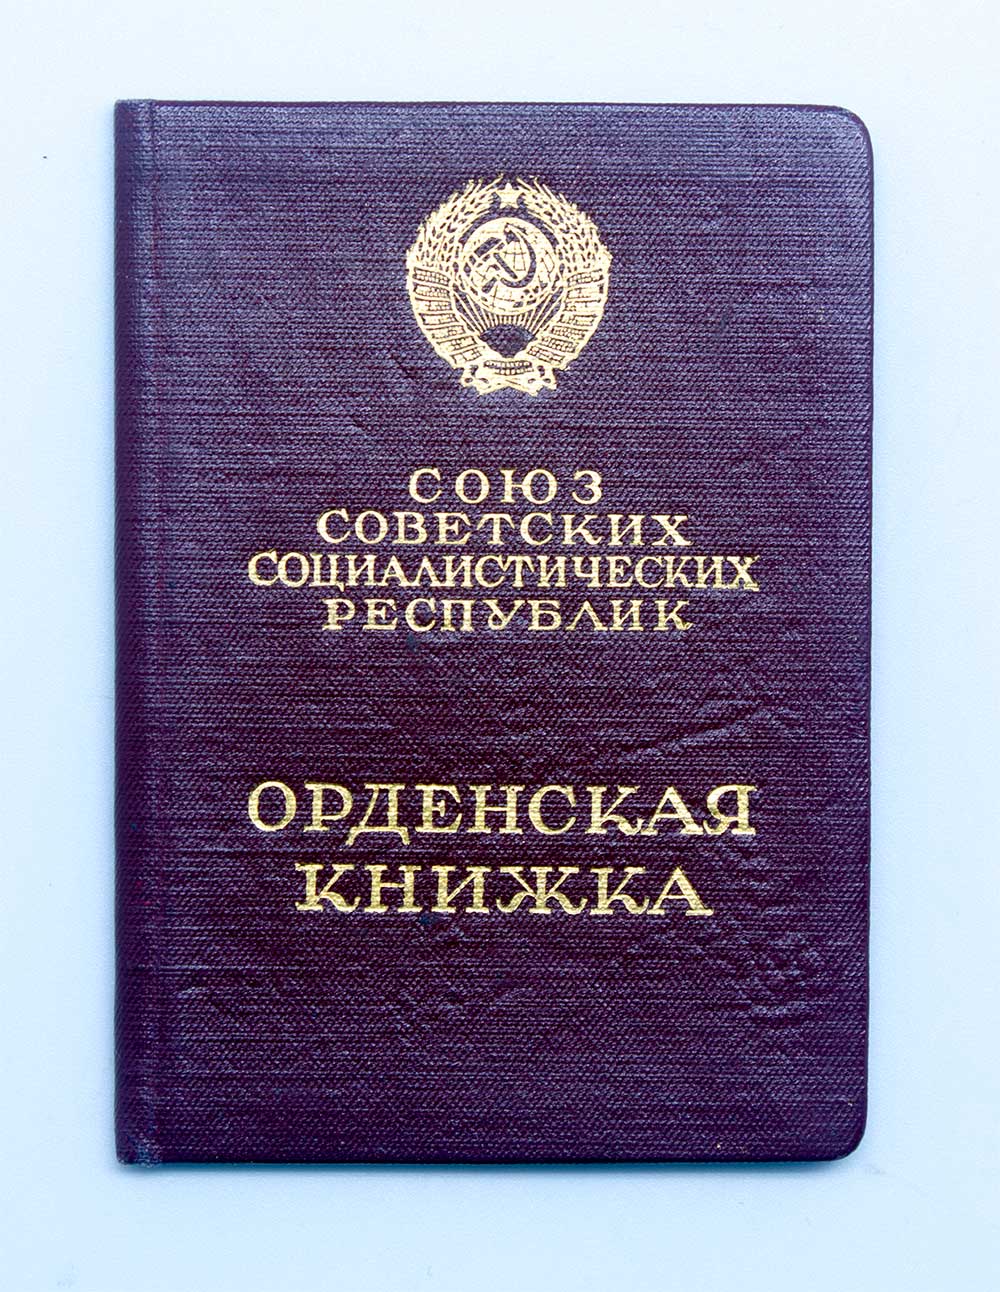 СОЮЗ
СОВЕТСКИХ
СОЦИАЛИСТИЧЕСКИХ
РЕСПУБЛИК
ОРДЕНСКАЯ
КНИЖКА